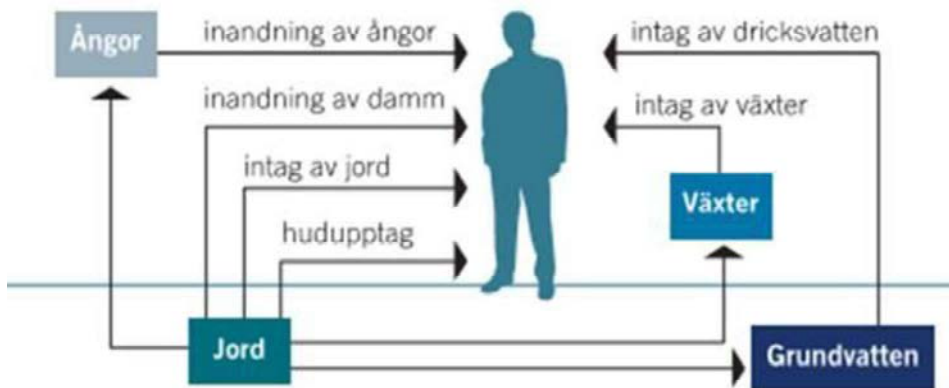 Ångor
inandning av ångor
intag av dricksvatten
inandning av damm
intag av växter
intag av jord
Växter
hudupptag
Jord
Grundvatten